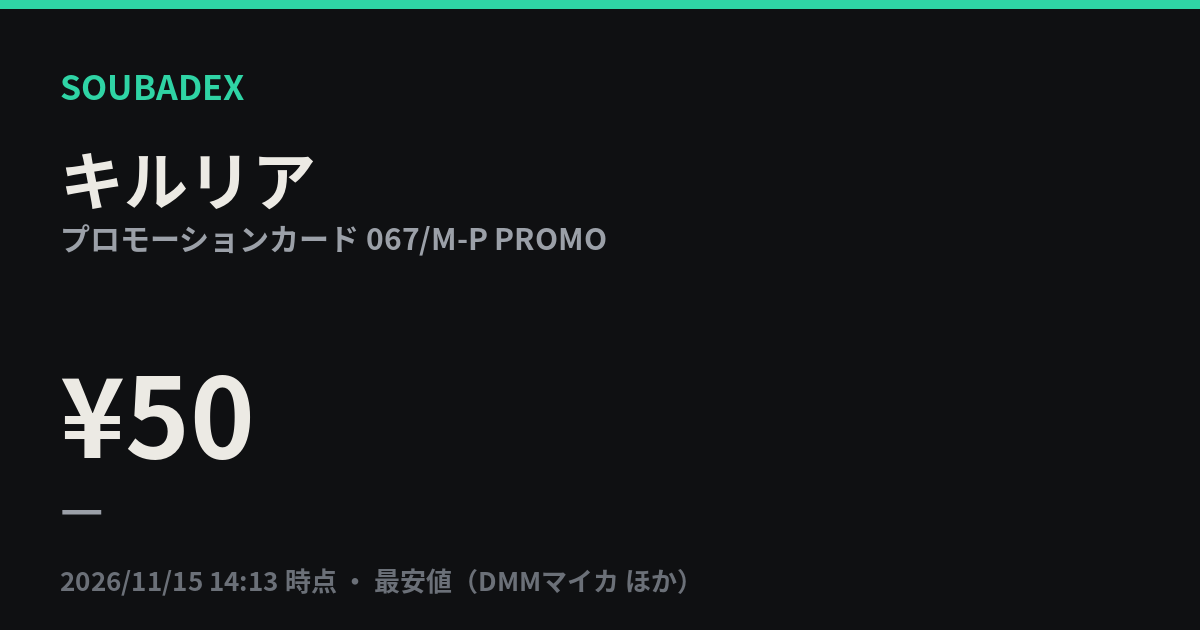 SOUBADEX
キルリア
プロモーションカード 067/M-P PROMO
¥50
—
2026/11/15 14:13 時点 ・ 最安値（DMMマイカ ほか）